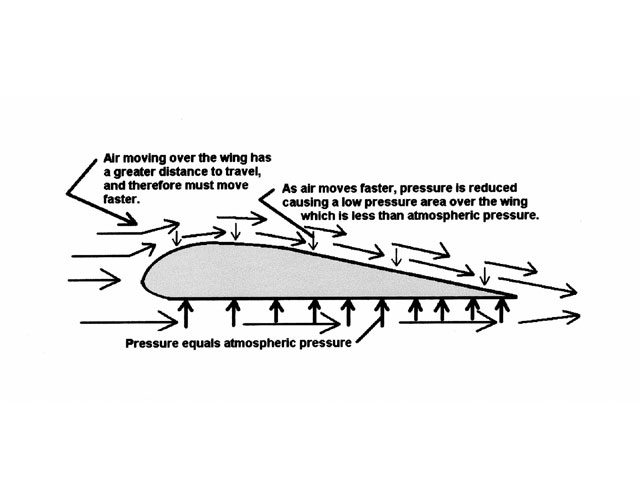 Air moving over the wing has
a greater distance to travel,
and therefore must move
faster.
As air moves faster, pressure is reduced
causing a low pressure area over the wing
which is less than atmospheric pressure.
Pressure equals atmospheric pressure